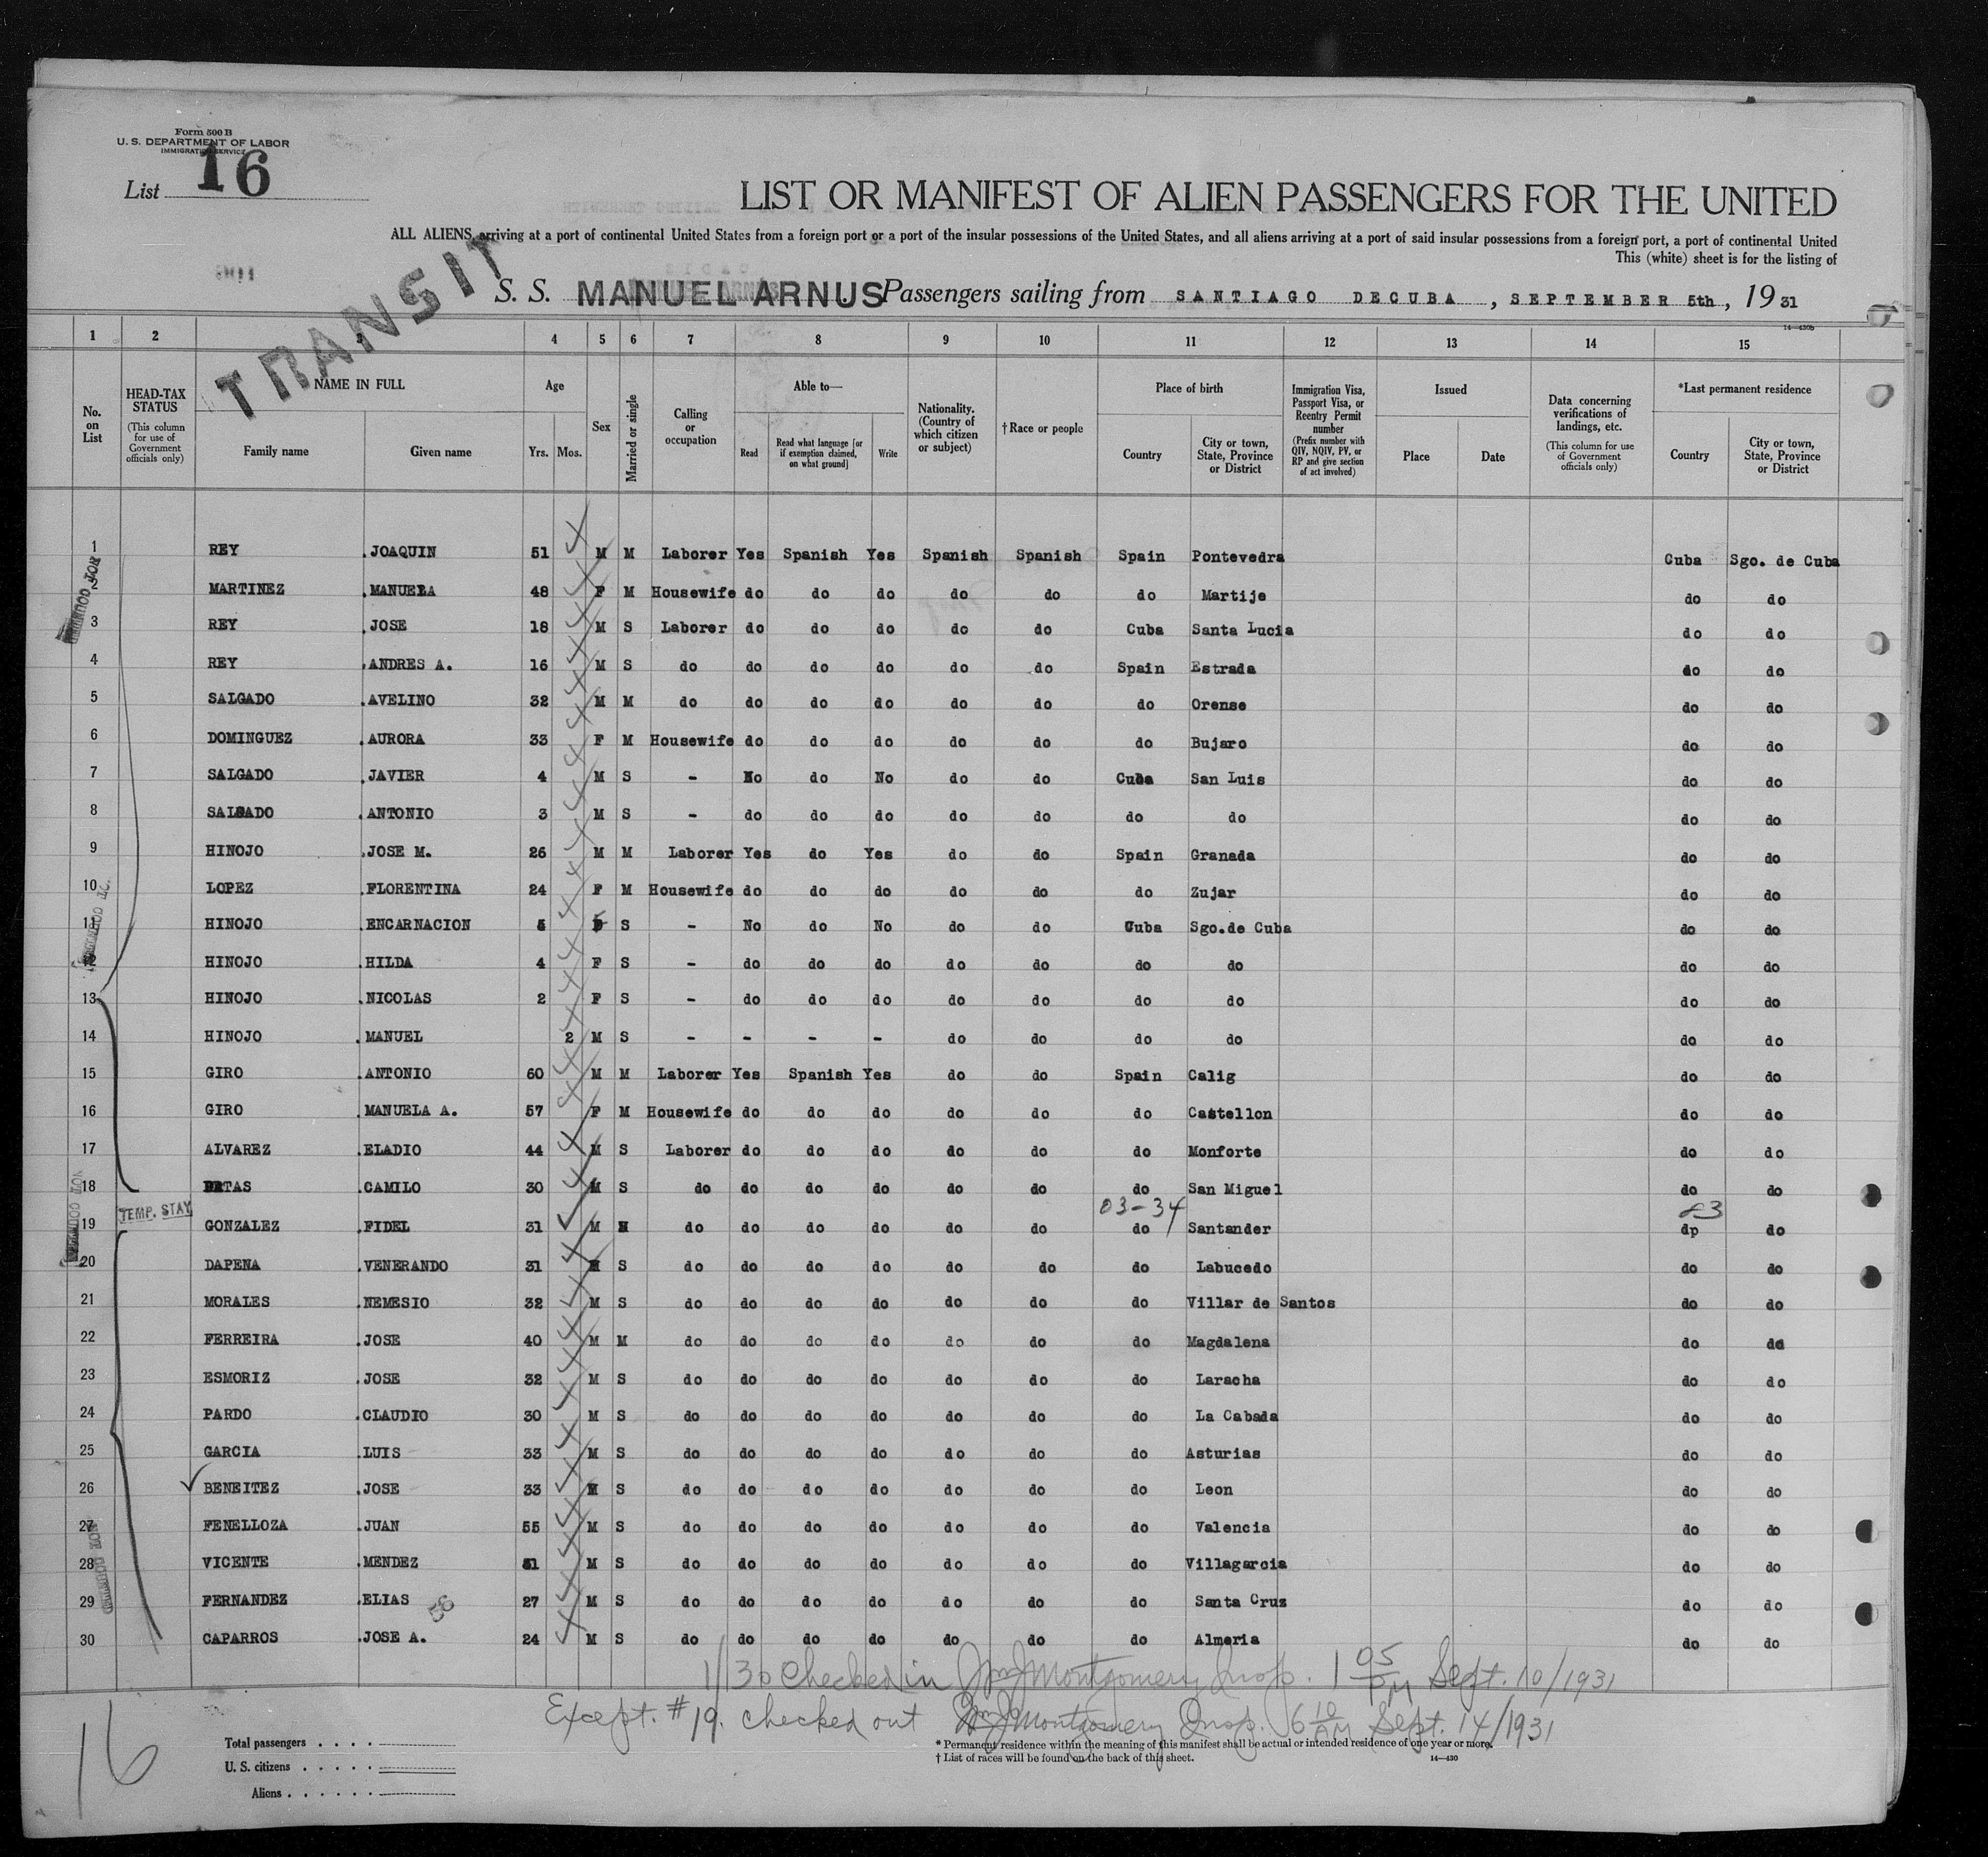 Form 500 B
U. S. DEPARTMENT OF LABOR
IMMIGRATION SERVICE
List 16
LIST OR MANIFEST OF ALIEN PASSENGERS FOR THE UNITED
ALL ALIENS, arriving at a port of continental United States from a foreign port or a port of the insular possessions of the United States, and all aliens arriving at a port of said insular possessions from a foreign port, a port of continental United
This (white) sheet is for the listing of
TRANSIT
S. S. MANUEL ARNUS Passengers sailing from SANTIAGO DECUBA , SEPTEMBER 5th , 19 31
14—430b
1 2 3 4 5 6 7 8 9 10 11 12 13 14 15
No. on List
HEAD-TAX STATUS (This column for use of Government officials only)
NAME IN FULL Family name Given name
Age Yrs. Mos.
Sex
Married or single
Calling or occupation
Able to— Read Read what language [or if exemption claimed, on what ground] Write
Nationality. (Country of which citizen or subject)
†Race or people
Place of birth Country City or town, State, Province or District
Immigration Visa, Passport Visa, or Reentry Permit number (Prefix number with QIV, NQIV, PV, or RP and give section of act involved)
Issued Place Date
Data concerning verifications of landings, etc. (This column for use of Government officials only)
*Last permanent residence Country City or town, State, Province or District
1 REY .JOAQUIN 51 M M Laborer Yes Spanish Yes Spanish Spanish Spain Pontevedra Cuba Sgo. de Cuba
2 MARTINEZ .MANUELA 48 F M Housewife do do do do do do Martije do do
3 REY .JOSE 18 M S Laborer do do do do do Cuba Santa Lucia do do
4 REY .ANDRES A. 16 M S do do do do do do Spain Estrada do do
5 SALGADO .AVELINO 32 M M do do do do do do do Orense do do
6 DOMINGUEZ .AURORA 33 F M Housewife do do do do do do Bujaro do do
7 SALGADO .JAVIER 4 M S - No do No do do Cuba San Luis do do
8 SALGADO .ANTONIO 3 M S - do do do do do do do do do
9 HINOJO .JOSE M. 26 M M Laborer Yes do Yes do do Spain Granada do do
10 LOPEZ .FLORENTINA 24 F M Housewife do do do do do do Zujar do do
11 HINOJO .ENCARNACION 5 F S - No do No do do Cuba Sgo.de Cuba do do
12 HINOJO .HILDA 4 F S - do do do do do do do do do
13 HINOJO .NICOLAS 2 F S - do do do do do do do do do
14 HINOJO .MANUEL 2 M S - - - - do do do do do do
15 GIRO .ANTONIO 60 M M Laborer Yes Spanish Yes do do Spain Calig do do
16 GIRO .MANUELA A. 57 F M Housewife do do do do do do Castellon do do
17 ALVAREZ .ELADIO 44 M S Laborer do do do do do do Monforte do do
18 .CAMILO 30 M S do do do do do do do San Miguel do do
TEMP. STAY 03-34
19 GONZALEZ .FIDEL 31 M M do do do do do do do Santander dp do
20 DAPENA .VENERANDO 31 M S do do do do do do do Labucedo do do
21 MORALES .NEMESIO 32 M S do do do do do do do Villar de Santos do do
22 FERREIRA .JOSE 40 M M do do do do do do do Magdalena do do
23 ESMORIZ .JOSE 32 M S do do do do do do do Laracha do do
24 PARDO .CLAUDIO 30 M S do do do do do do do La Cabada do do
25 GARCIA .LUIS 33 M S do do do do do do do Asturias do do
26 BENEITEZ .JOSE 33 M S do do do do do do do Leon do do
27 FENELLOZA .JUAN 55 M S do do do do do do do Valencia do do
28 VICENTE .MENDEZ 51 M S do do do do do do do Villagarcia do do
29 FERNANDEZ .ELIAS 27 M S do do do do do do do Santa Cruz do do
30 CAPARROS .JOSE A. 24 M S do do do do do do do Almeria do do
1/30 Checked in Wm J Montgomery Insp. 1 05 PM Sept. 10/1931
Except. #19. checked out Wm J Montgomery Insp. 6 10 AM Sept. 14/1931
16
Total passengers . . . .
U. S. citizens . . . . .
Aliens . . . . . .
* Permanent residence within the meaning of this manifest shall be actual or intended residence of one year or more.
† List of races will be found on the back of this sheet.
14—430